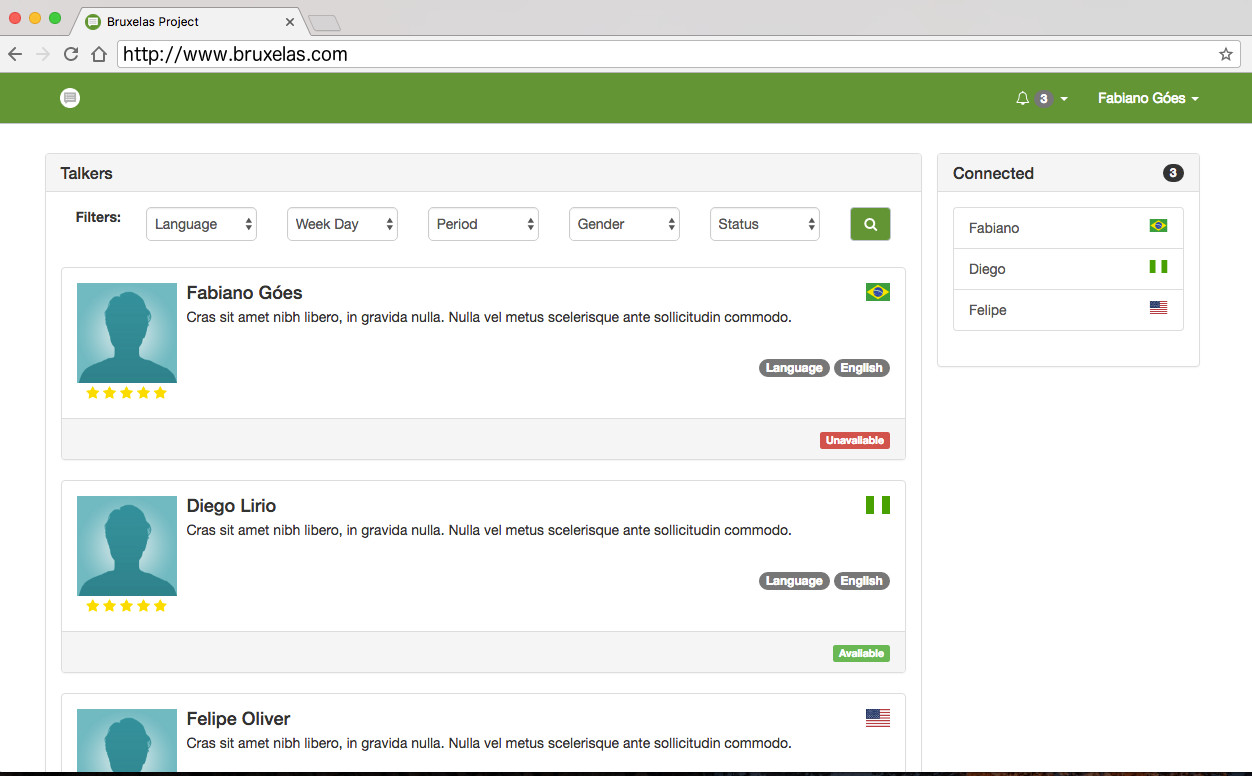 Bruxelas Project
http://www.bruxelas.com
3 Fabiano Góes
Talkers
Filters: Language Week Day Period Gender Status
Fabiano Góes
Cras sit amet nibh libero, in gravida nulla. Nulla vel metus scelerisque ante sollicitudin commodo.
Language English
Unavaliable
Diego Lirio
Cras sit amet nibh libero, in gravida nulla. Nulla vel metus scelerisque ante sollicitudin commodo.
Language English
Avaliable
Felipe Oliver
Cras sit amet nibh libero, in gravida nulla. Nulla vel metus scelerisque ante sollicitudin commodo.
Connected 3
Fabiano
Diego
Felipe